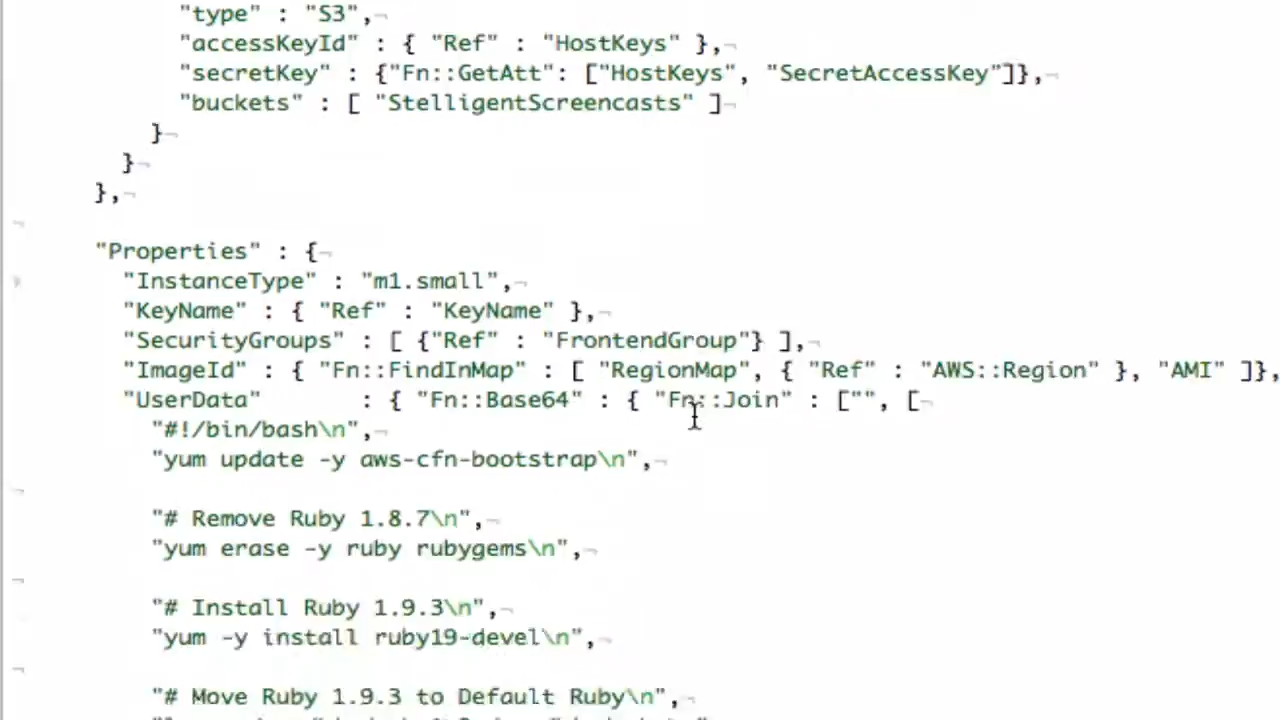 "type" : "S3",¬
"accessKeyId" : { "Ref" : "HostKeys" },¬
"secretKey" : {"Fn::GetAtt": ["HostKeys", "SecretAccessKey"]},¬
"buckets" : [ "StelligentScreencasts" ]¬
}¬
}¬
},¬
¬
"Properties" : {¬
"InstanceType" : "m1.small",¬
"KeyName" : { "Ref" : "KeyName" },¬
"SecurityGroups" : [ {"Ref" : "FrontendGroup"} ],¬
"ImageId" : { "Fn::FindInMap" : [ "RegionMap", { "Ref" : "AWS::Region" }, "AMI" ]},
"UserData" : { "Fn::Base64" : { "Fn::Join" : ["", [¬
"#!/bin/bash\n",¬
"yum update -y aws-cfn-bootstrap\n",¬
¬
"# Remove Ruby 1.8.7\n",¬
"yum erase -y ruby rubygems\n",¬
¬
"# Install Ruby 1.9.3\n",¬
"yum -y install ruby19-devel\n",¬
¬
"# Move Ruby 1.9.3 to Default Ruby\n",¬